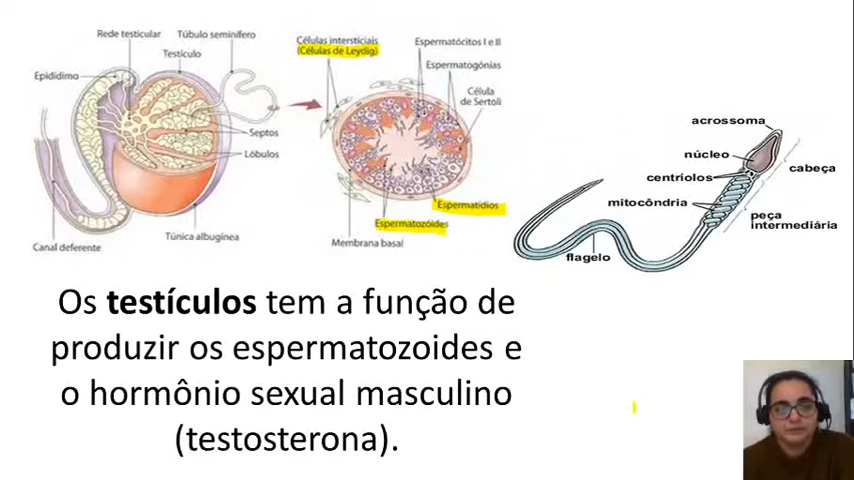 Rede testicular
Túbulo seminífero
Testículo
Epidídimo
Septos
Lóbulos
Canal deferente
Túnica albugínea
Células intersticiais
(Células de Leydig)
Espermatócitos I e II
Espermatogónias
Célula
de Sertoli
Espermatídios
Espermatozóides
Membrana basal
acrossoma
núcleo
centríolos
cabeça
mitocôndria
peça
intermediária
flagelo
Os testículos tem a função de
produzir os espermatozoides e
o hormônio sexual masculino
(testosterona).